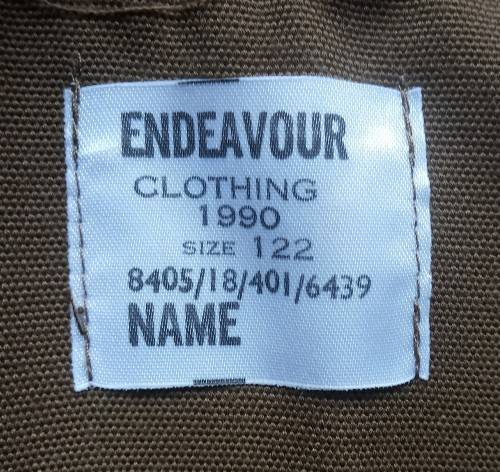 ENDEAVOUR
CLOTHING
1990
SIZE 122
8405/18/401/6439
NAME